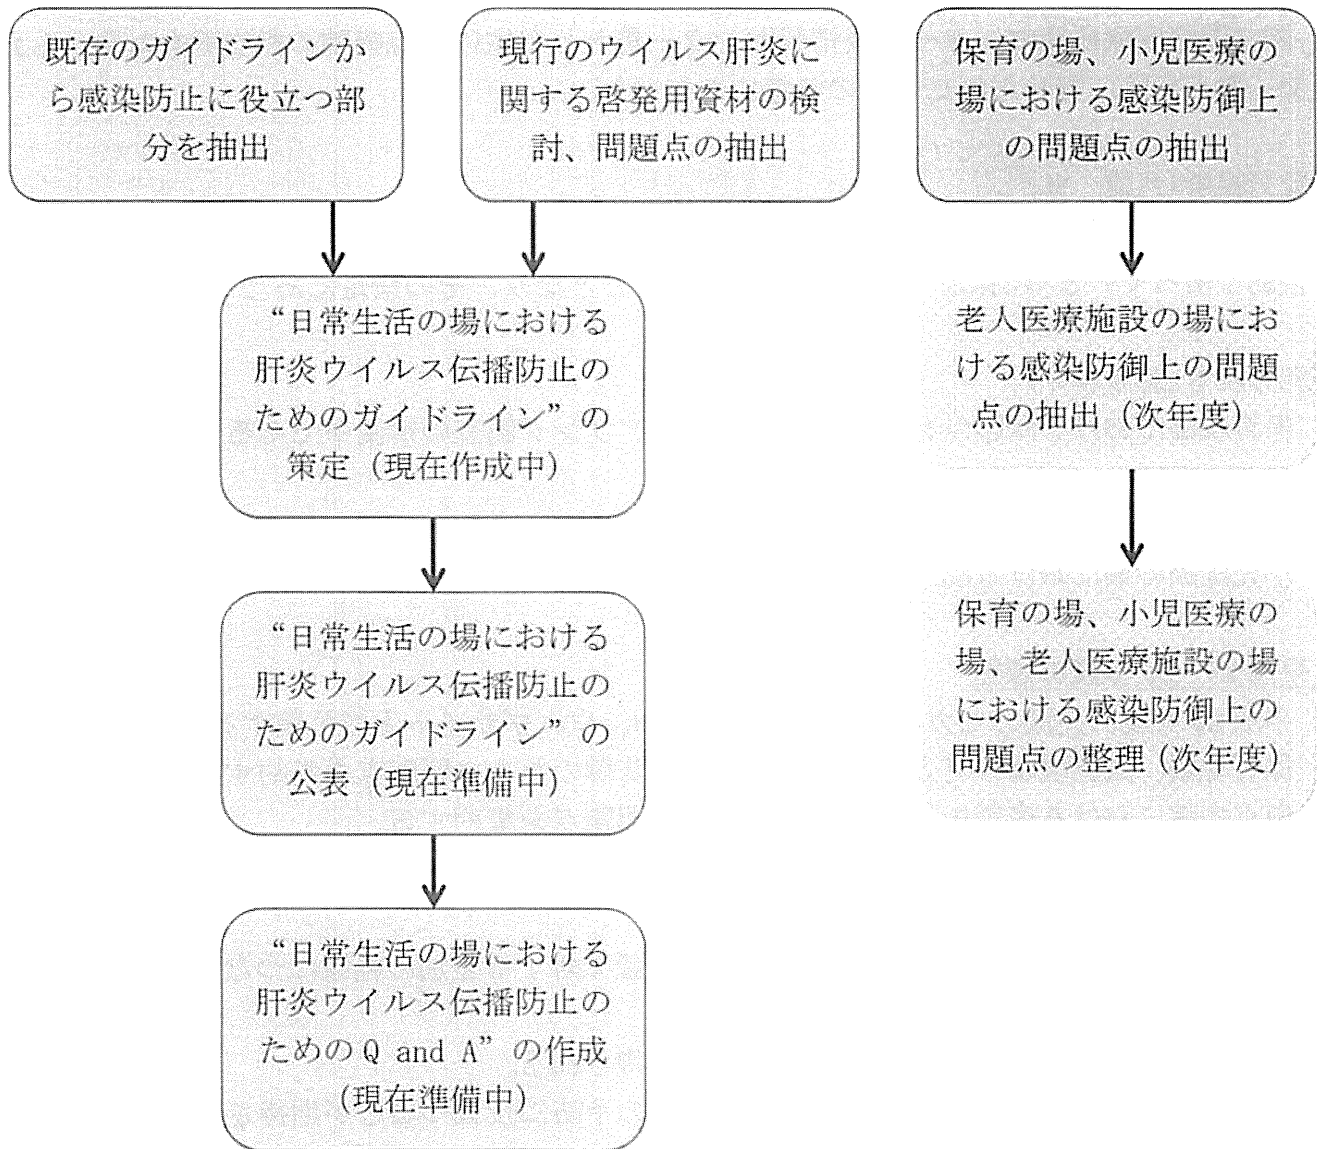 既存のガイドラインか
ら感染防止に役立つ部
分を抽出
現行のウイルス肝炎に
関する啓発用資材の検
討、問題点の抽出
保育の場、小児医療の
場における感染防御上
の問題点の抽出
“日常生活の場における
肝炎ウイルス伝播防止の
ためのガイドライン”の
策定（現在作成中）
老人医療施設の場にお
ける感染防御上の問題
点の抽出（次年度）
“日常生活の場における
肝炎ウイルス伝播防止の
ためのガイドライン”の
公表（現在準備中）
保育の場、小児医療の
場、老人医療施設の場
における感染防御上の
問題点の整理（次年度）
“日常生活の場における
肝炎ウイルス伝播防止の
ためのQ and A”の作成
（現在準備中）